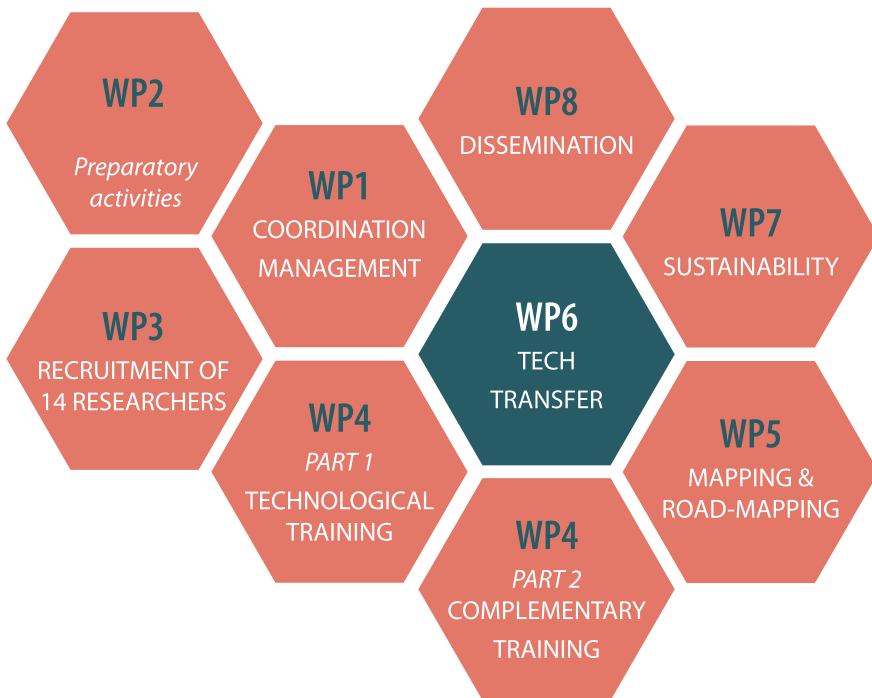 WP2
Preparatory
activities
WP8
DISSEMINATION
WP1
COORDINATION
MANAGEMENT
WP7
SUSTAINABILITY
WP3
RECRUITMENT OF
14 RESEARCHERS
WP6
TECH
TRANSFER
WP4
PART 1
TECHNOLOGICAL
TRAINING
WP5
MAPPING &
ROAD-MAPPING
WP4
PART 2
COMPLEMENTARY
TRAINING